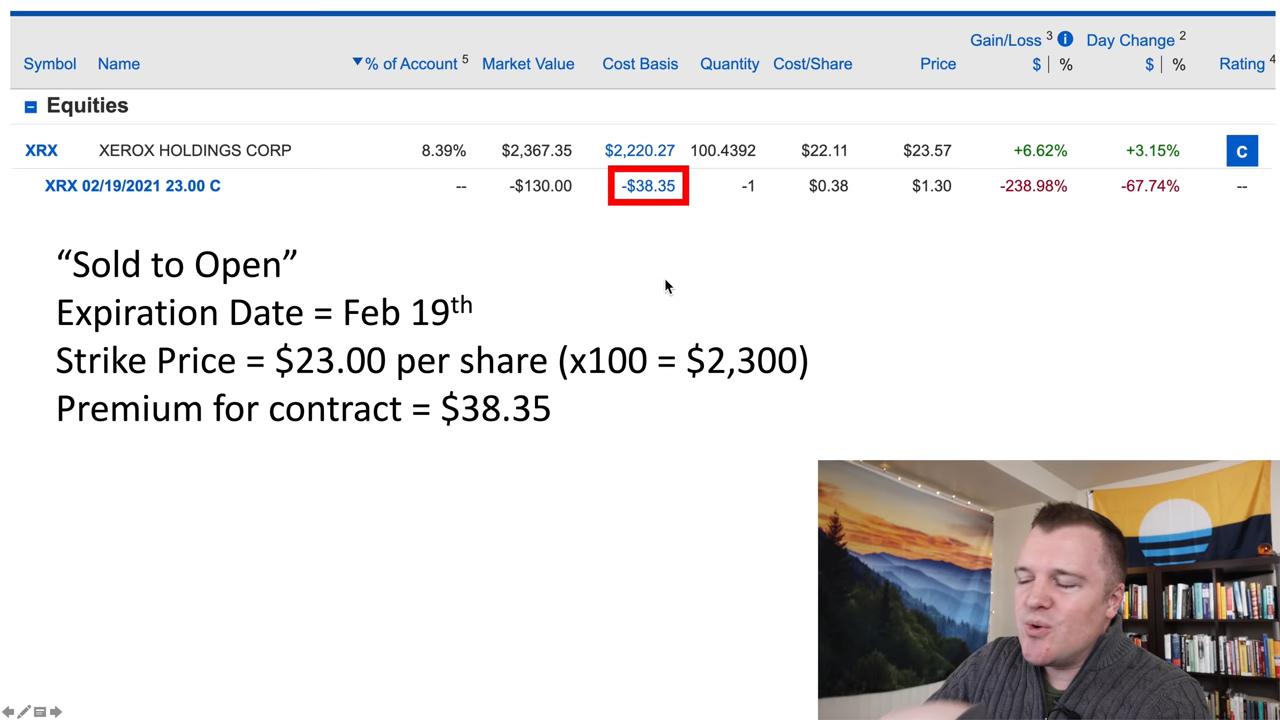 Gain/Loss 3 i Day Change 2
Symbol Name ▼% of Account 5 Market Value Cost Basis Quantity Cost/Share Price $ | % $ | % Rating 4
Equities
XRX XEROX HOLDINGS CORP 8.39% $2,367.35 $2,220.27 100.4392 $22.11 $23.57 +6.62% +3.15% C
XRX 02/19/2021 23.00 C -- -$130.00 -$38.35 -1 $0.38 $1.30 -238.98% -67.74% --
“Sold to Open”
Expiration Date = Feb 19th
Strike Price = $23.00 per share (x100 = $2,300)
Premium for contract = $38.35